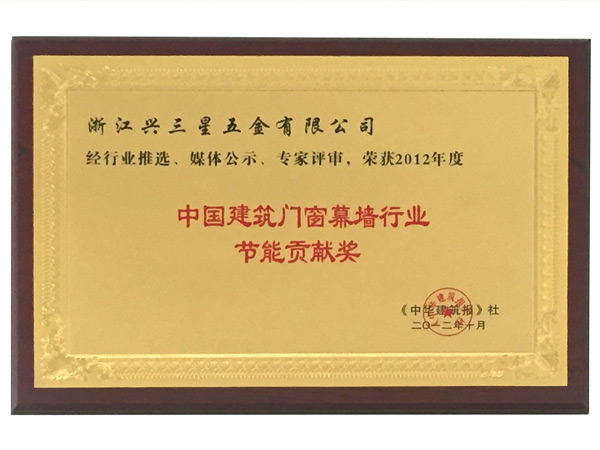 浙江兴三星五金有限公司
经行业推选、媒体公示、专家评审，荣获2012年度
中国建筑门窗幕墙行业
节能贡献奖
《中华建筑报》社
二〇一二年十月